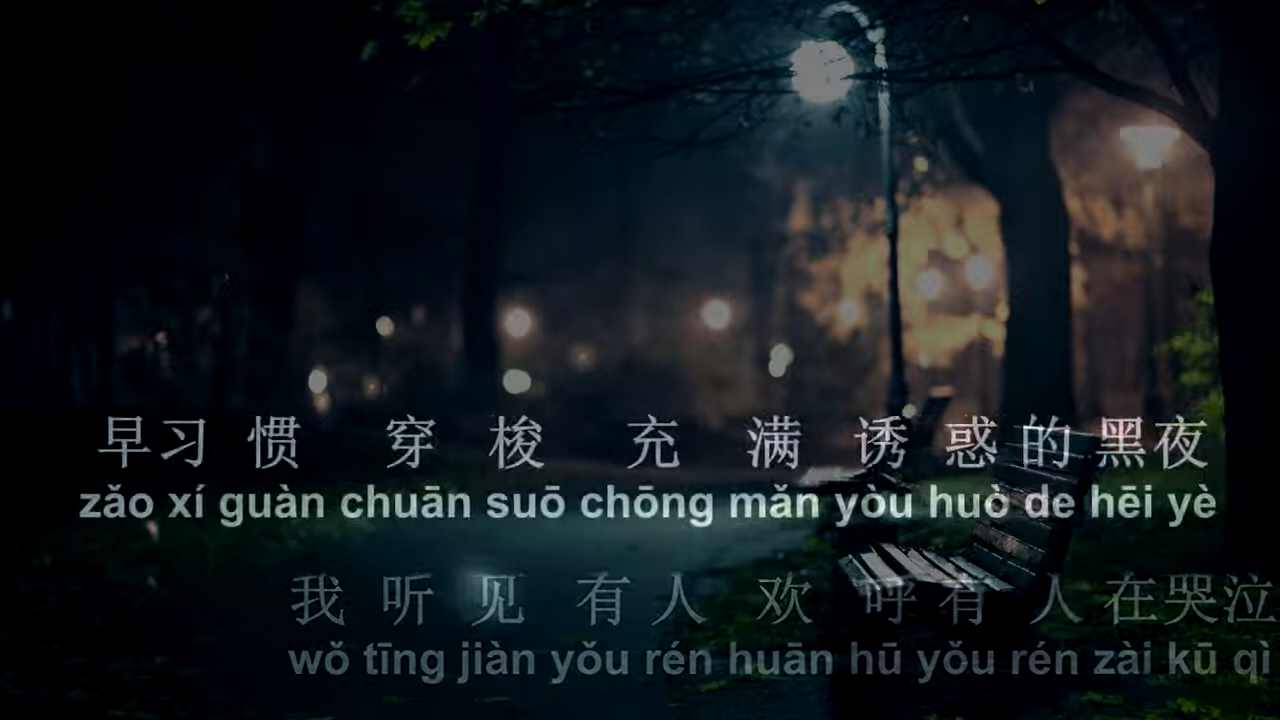 早习惯穿梭充满诱惑的黑夜
zǎo xí guàn chuān suō chōng mǎn yòu huò de hēi yè
我听见有人欢呼有人在哭泣
wǒ tīng jiàn yǒu rén huān hū yǒu rén zài kū qì